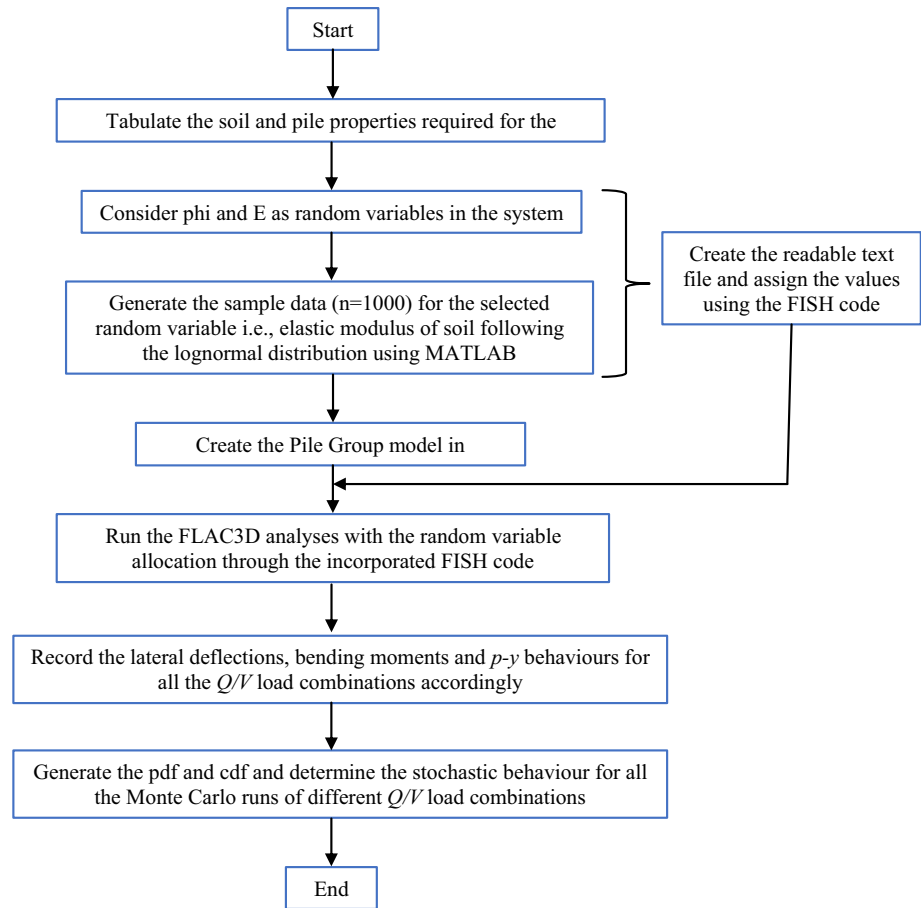 Start
Tabulate the soil and pile properties required for the
Consider phi and E as random variables in the system
Generate the sample data (n=1000) for the selected
random variable i.e., elastic modulus of soil following
the lognormal distribution using MATLAB
Create the readable text
file and assign the values
using the FISH code
Create the Pile Group model in
Run the FLAC3D analyses with the random variable
allocation through the incorporated FISH code
Record the lateral deflections, bending moments and p-y behaviours for
all the Q/V load combinations accordingly
Generate the pdf and cdf and determine the stochastic behaviour for all
the Monte Carlo runs of different Q/V load combinations
End